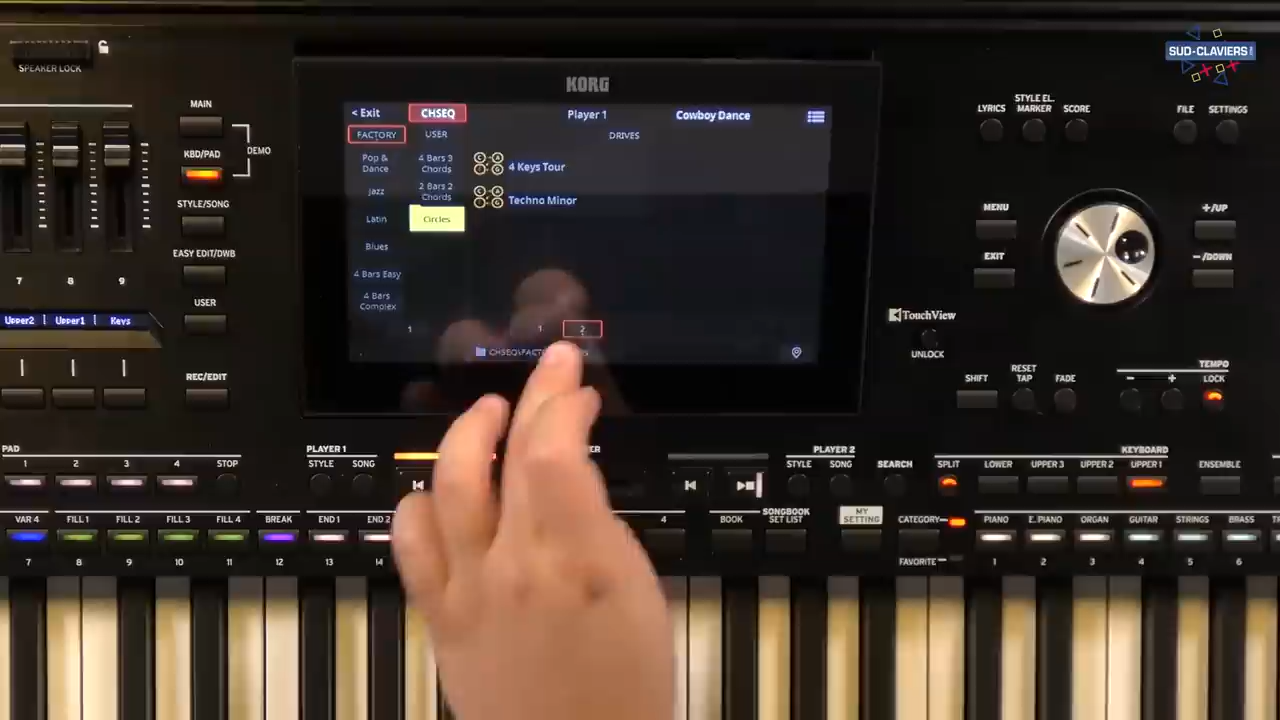 SUD-CLAVIERS
SPEAKER LOCK
KORG
< Exit CHSEQ Player 1 Cowboy Dance
FACTORY USER DRIVES
Pop & Dance
Jazz
Latin
Blues
4 Bars Easy
4 Bars Complex
4 Bars 3 Chords
2 Bars 2 Chords
Circles
4 Keys Tour
Techno Minor
1 1 2
CHSEQ\FACT
MAIN
KBD/PAD
DEMO
STYLE/SONG
EASY EDIT/DWB
USER
REC/EDIT
7 8 9
Upper2 Upper1 Keys
LYRICS STYLE EL. MARKER SCORE FILE SETTINGS
MENU +/UP
EXIT -/DOWN
TouchView
UNLOCK
SHIFT RESET TAP FADE - + TEMPO LOCK
PAD PLAYER 1 PLAYER 2 KEYBOARD
1 2 3 4 STOP STYLE SONG STYLE SONG SEARCH SPLIT LOWER UPPER 3 UPPER 2 UPPER 1 ENSEMBLE
VAR 4 FILL 1 FILL 2 FILL 3 FILL 4 BREAK END 1 END 2 4 BOOK SONGBOOK SET LIST MY SETTING CATEGORY PIANO E. PIANO ORGAN GUITAR STRINGS BRASS
7 8 9 10 11 12 13 14 FAVORITE 1 2 3 4 5 6